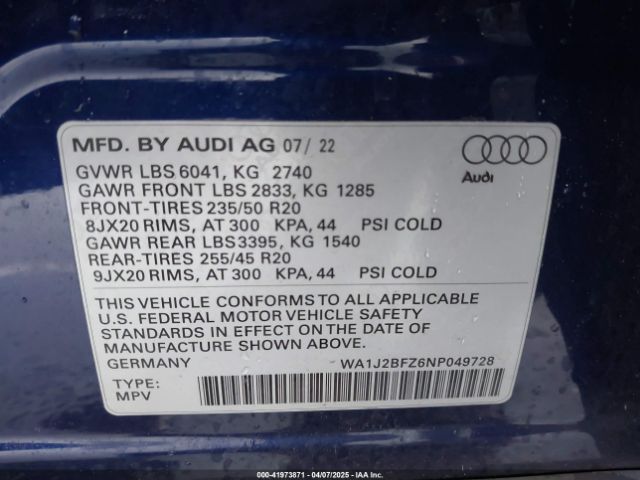 MFD. BY AUDI AG 07/ 22
GVWR LBS 6041, KG 2740
GAWR FRONT LBS 2833, KG 1285
FRONT-TIRES 235/50 R20
8JX20 RIMS, AT 300 KPA, 44 PSI COLD
GAWR REAR LBS3395, KG 1540
REAR-TIRES 255/45 R20
9JX20 RIMS, AT 300 KPA, 44 PSI COLD
Audi
THIS VEHICLE CONFORMS TO ALL APPLICABLE
U.S. FEDERAL MOTOR VEHICLE SAFETY
STANDARDS IN EFFECT ON THE DATE OF
MANUFACTURE SHOWN ABOVE.
GERMANY WA1J2BFZ6NP049728
TYPE:
MPV
000-41973871 - 04/07/2025 - IAA Inc.